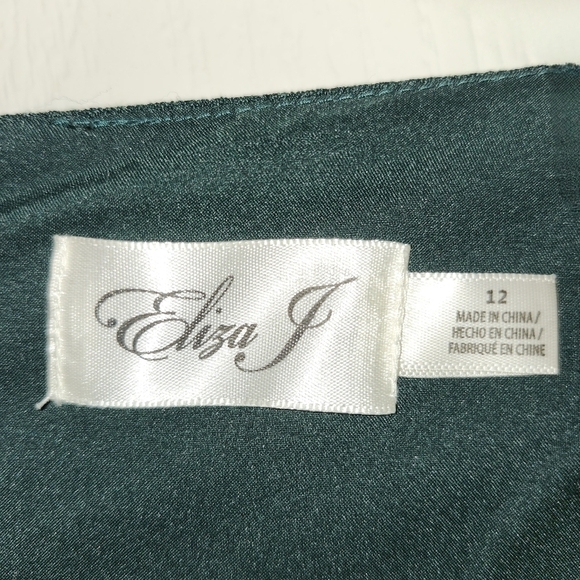 Eliza J
12
MADE IN CHINA/
HECHO EN CHINA/
FABRIQUÉ EN CHINE